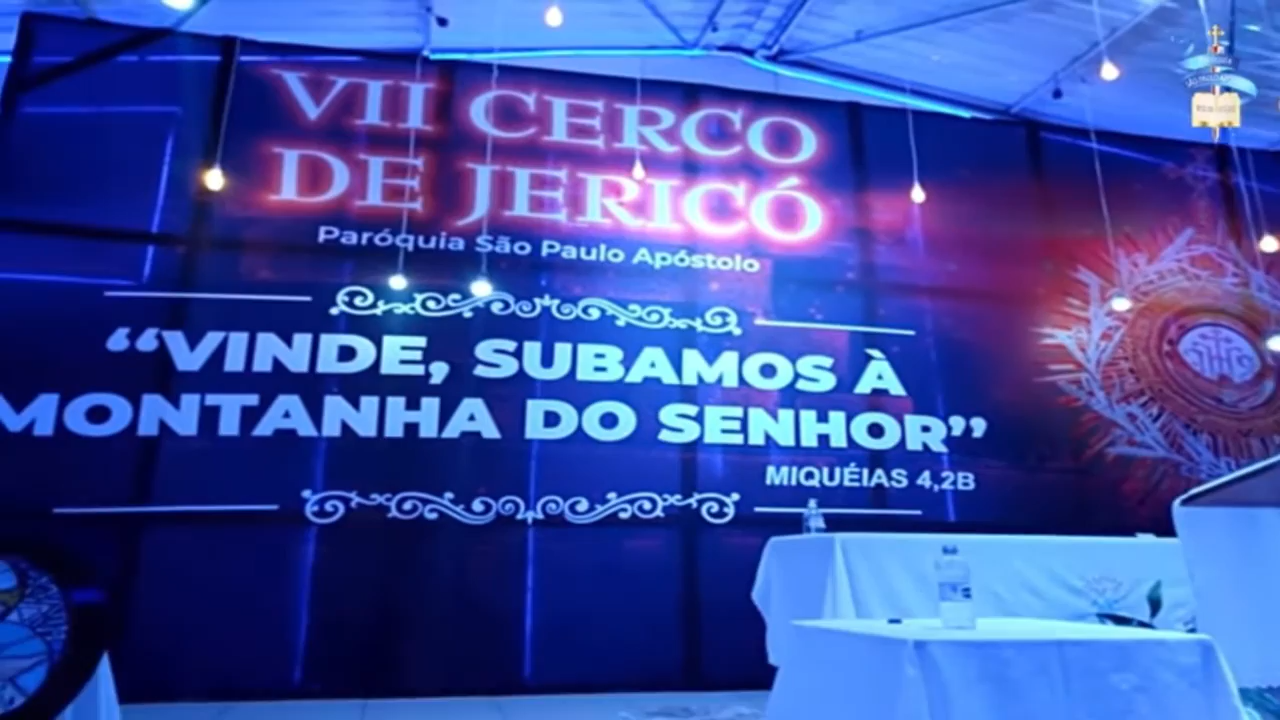 VII CERCO
DE JERICÓ
Paróquia São Paulo Apóstolo
“VINDE, SUBAMOS À
MONTANHA DO SENHOR”
MIQUÉIAS 4,2B